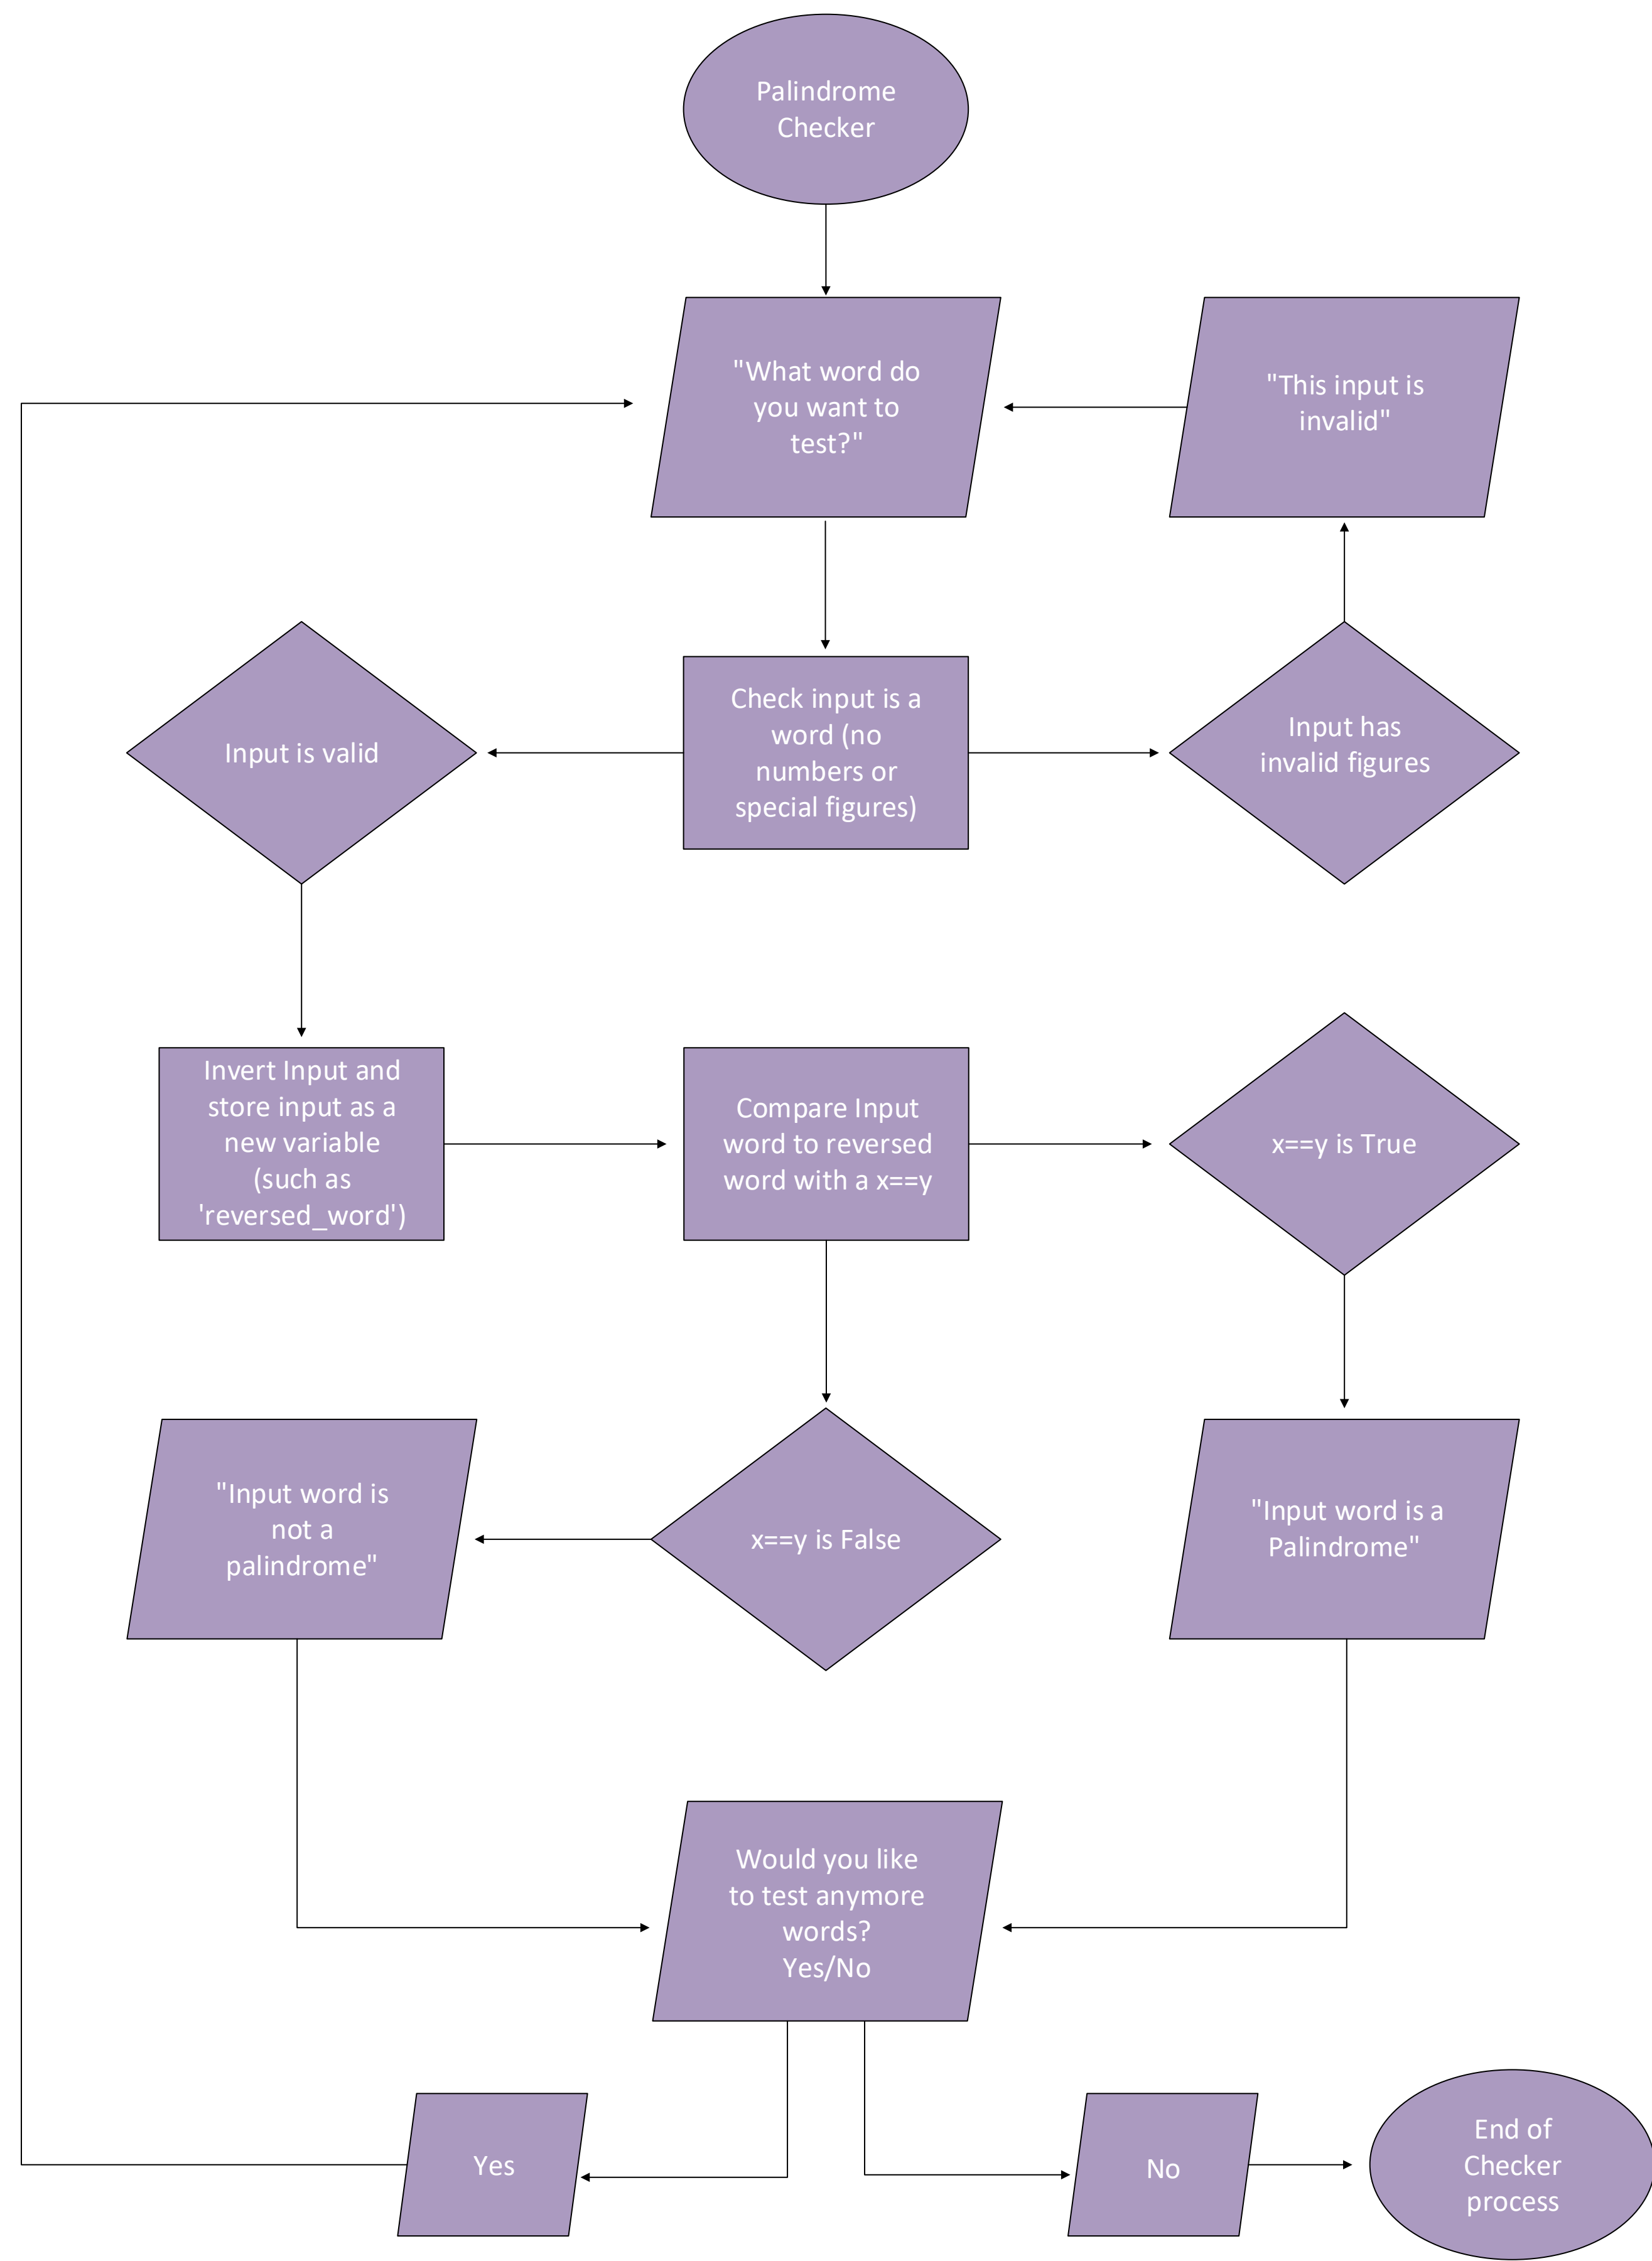 Palindrome
Checker
"What word do
you want to
test?"
"This input is
invalid"
Input is valid
Check input is a
word (no
numbers or
special figures)
Input has
invalid figures
Invert Input and
store input as a
new variable
(such as
'reversed_word')
Compare Input
word to reversed
word with a x==y
x==y is True
"Input word is
not a
palindrome"
x==y is False
"Input word is a
Palindrome"
Would you like
to test anymore
words?
Yes/No
Yes
No
End of
Checker
process